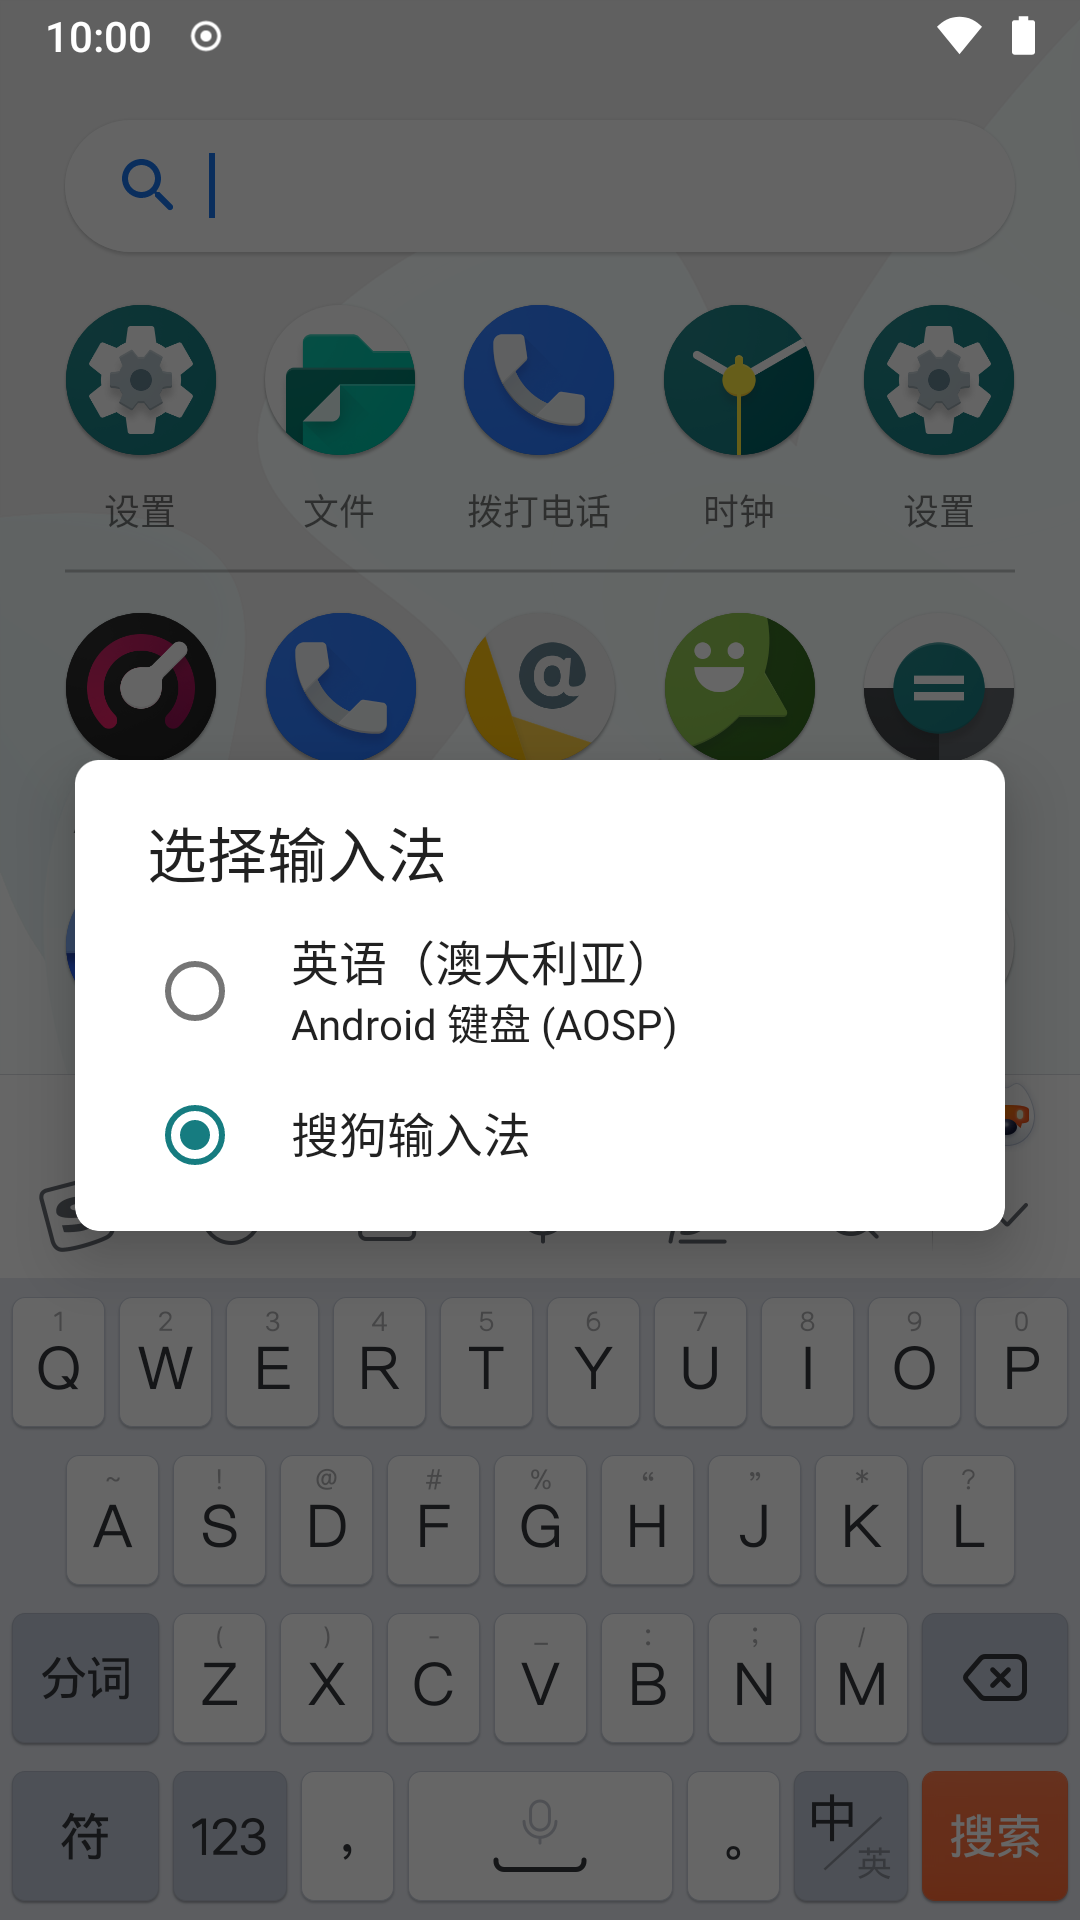 10:00
设置 文件 拨打电话 时钟 设置
选择输入法
英语（澳大利亚）
Android 键盘 (AOSP)
搜狗输入法
1 2 3 4 5 6 7 8 9 0
Q W E R T Y U I O P
~ ! @ # % “ ” * ?
A S D F G H J K L
( ) - _ : ; /
分词 Z X C V B N M
符 123 ， 。 中/英 搜索